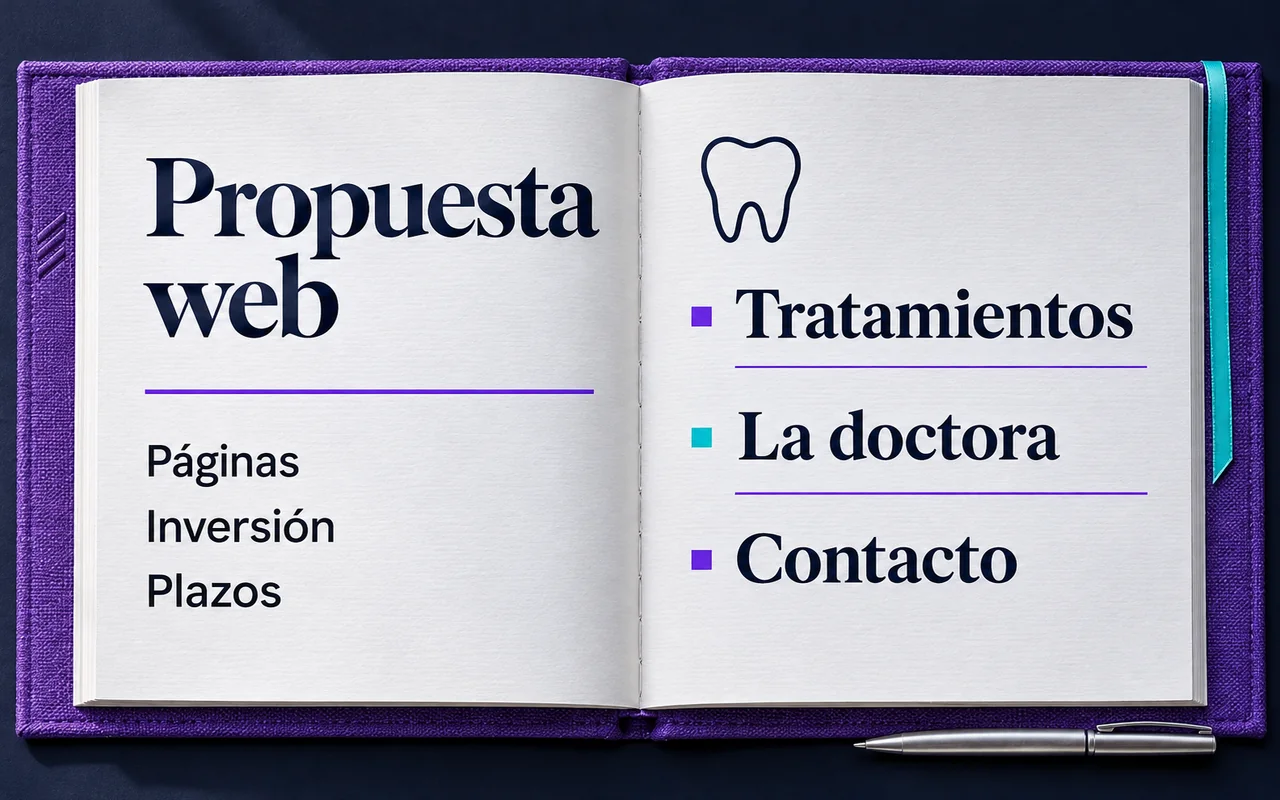 Propuesta
web
Páginas
Inversión
Plazos
Tratamientos
La doctora
Contacto